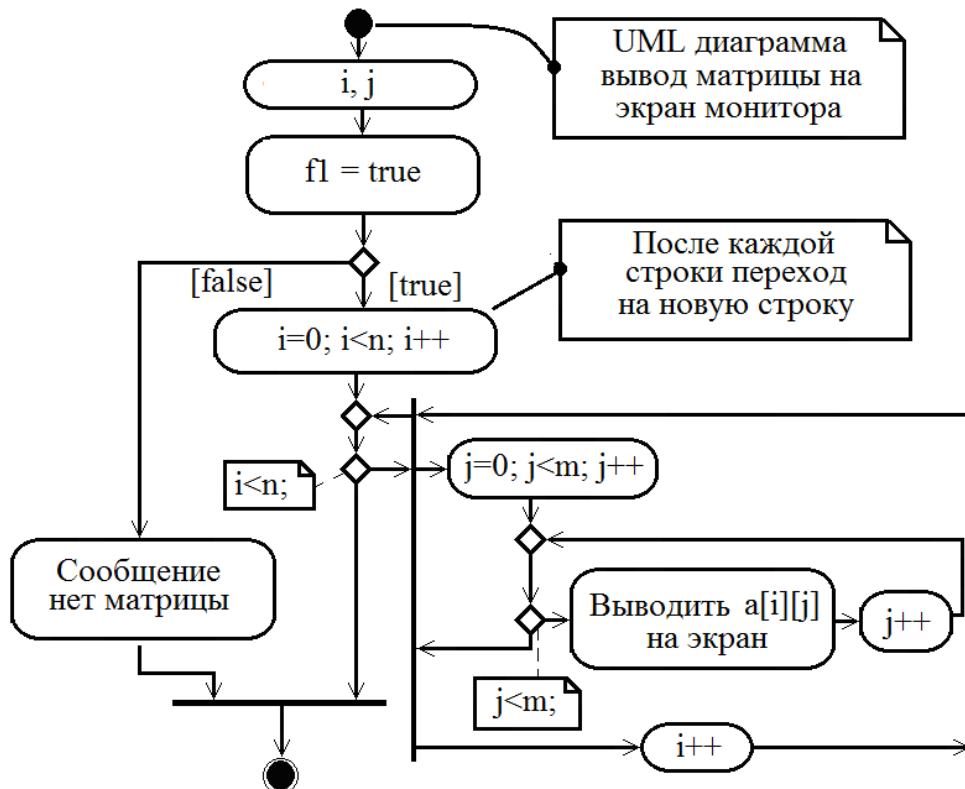 UML диаграмма
вывод матрицы на
экран монитора
i, j
f1 = true
После каждой
строки переход
на новую строку
[false]
[true]
i=0; i<n; i++
i<n;
j=0; j<m; j++
Сообщение
нет матрицы
Выводить a[i][j]
на экран
j++
j<m;
i++